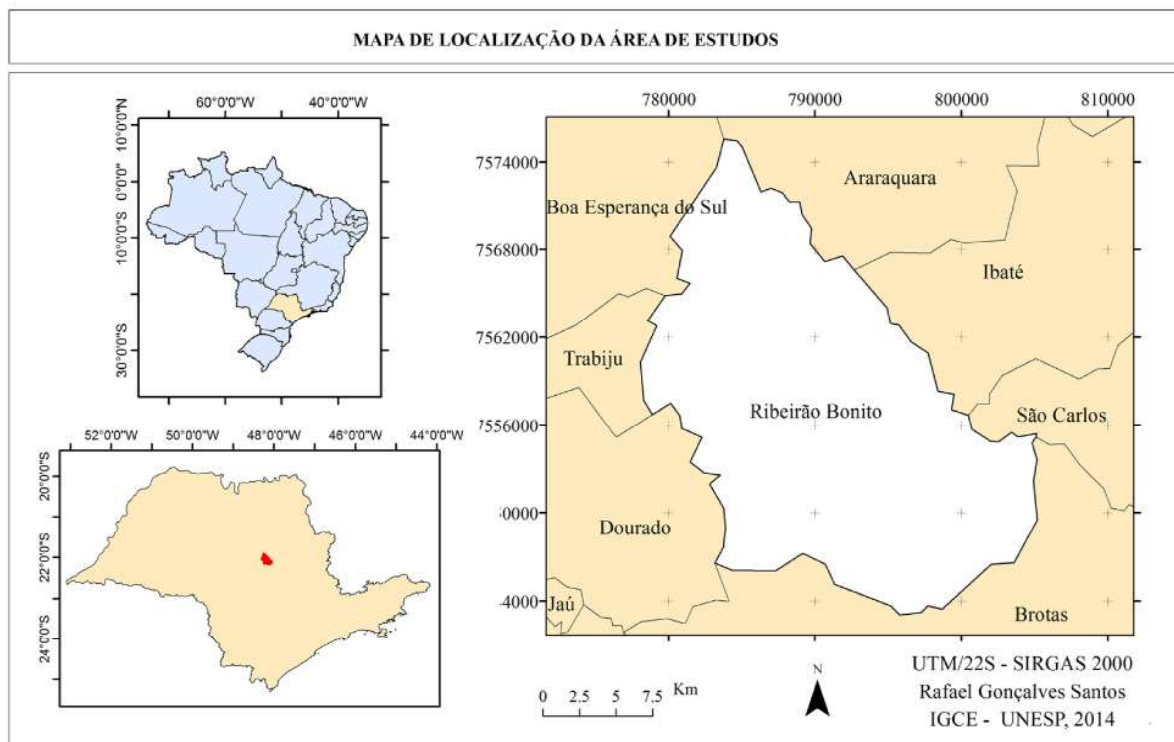 MAPA DE LOCALIZAÇÃO DA ÁREA DE ESTUDOS
60°0'0"W 40°0'0"W
10°0'0"N
0°0'0"
10°0'0"S
30°0'0"S
52°0'0"W 50°0'0"W 48°0'0"W 46°0'0"W 44°0'0"W
20°0'0"S
22°0'0"S
24°0'0"S
780000 790000 800000 810000
7574000
7568000
7562000
7556000
50000
4000
Araraquara
Boa Esperança do Sul
Ibaté
Trabiju
Ribeirão Bonito
São Carlos
Dourado
Jaú
Brotas
0 2.5 5 7.5 Km
N
UTM/22S - SIRGAS 2000
Rafael Gonçalves Santos
IGCE - UNESP, 2014